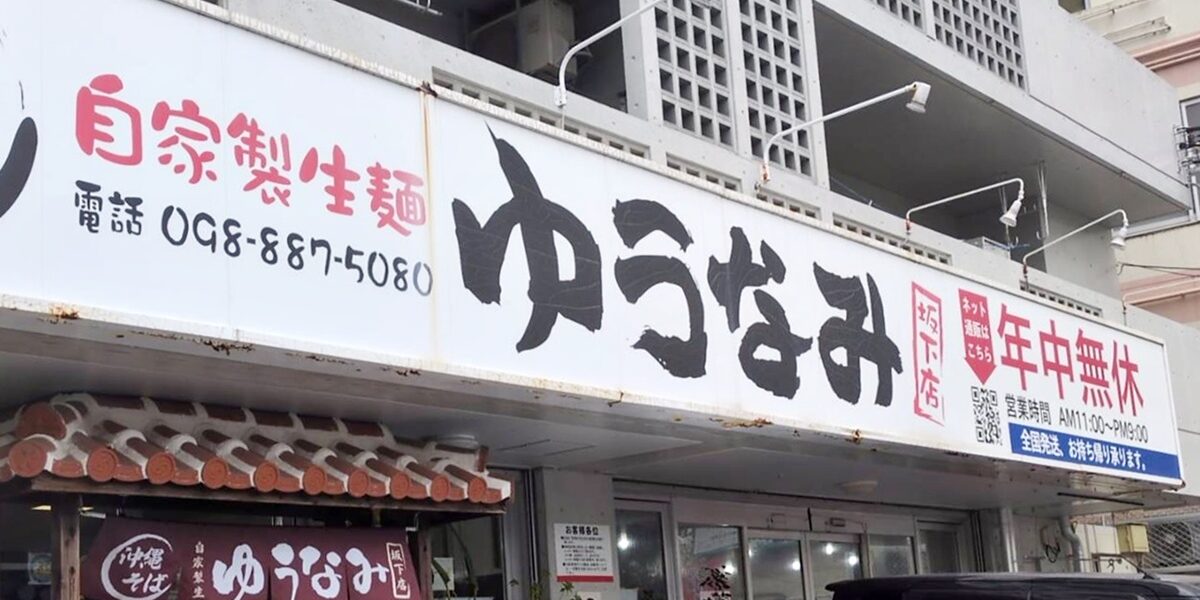 自家製生麺
電話 098-887-5080
ゆうなみ
坂下店
ネット
通販は
こちら
年中無休
営業時間 AM11:00〜PM9:00
全国発送、お持ち帰り承ります。
沖縄
そば
自家製生
ゆうなみ
坂下店
お客様各位